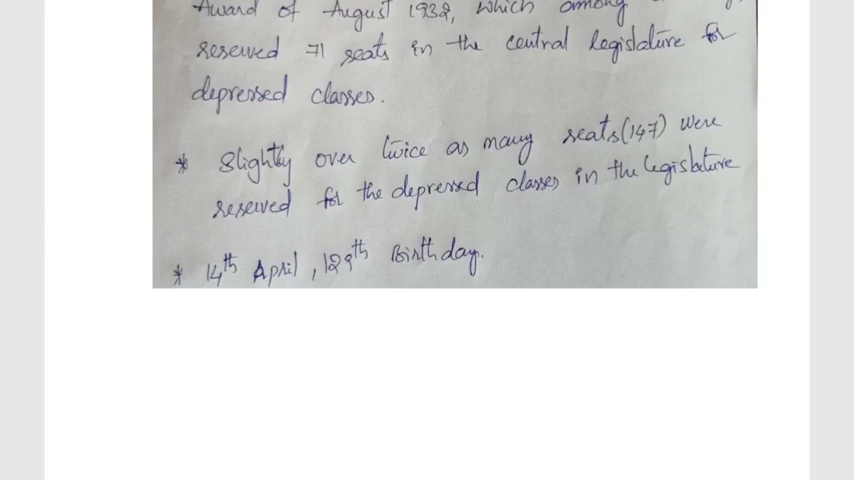 Award of August 1932, which among
reserved 71 seats in the central legislature for
depressed classes.
* Slightly over twice as many seats(147) were
reserved for the depressed classes in the legislature
* 14th April, 129th Birthday.